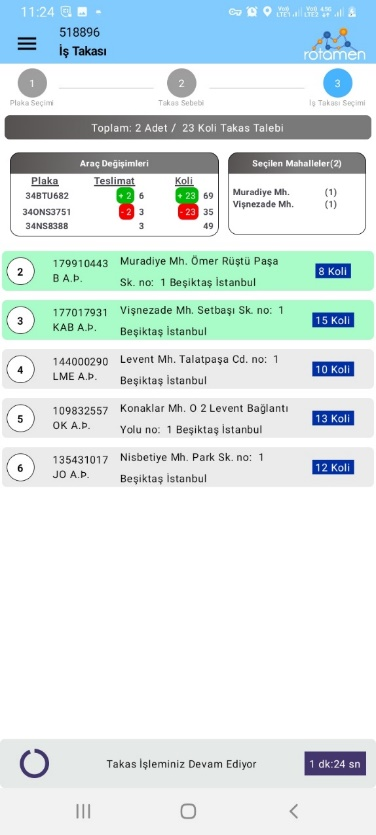 11:24
518896
İş Takası
rotamen
1
2
3
Plaka Seçimi
Takas Sebebi
İş Takası Seçimi
Toplam: 2 Adet / 23 Koli Takas Talebi
Araç Değişimleri
Seçilen Mahalleler(2)
Plaka Teslimat Koli
34BTU682 + 2 6 + 23 69
34ONS3751 - 2 3 - 23 35
34NS8388 3 49
Muradiye Mh. (1)
Vişnezade Mh. (1)
2
179910443
B A.Þ.
Muradiye Mh. Ömer Rüştü Paşa
Sk. no: 1 Beşiktaş İstanbul
8 Koli
3
177017931
KAB A.Þ.
Vişnezade Mh. Setbaşı Sk. no: 1
Beşiktaş İstanbul
15 Koli
4
144000290
LME A.Þ.
Levent Mh. Talatpaşa Cd. no: 1
Beşiktaş İstanbul
10 Koli
5
109832557
OK A.Þ.
Konaklar Mh. O 2 Levent Bağlantı
Yolu no: 1 Beşiktaş İstanbul
13 Koli
6
135431017
JO A.Þ.
Nisbetiye Mh. Park Sk. no: 1
Beşiktaş İstanbul
12 Koli
Takas İşleminiz Devam Ediyor
1 dk:24 sn